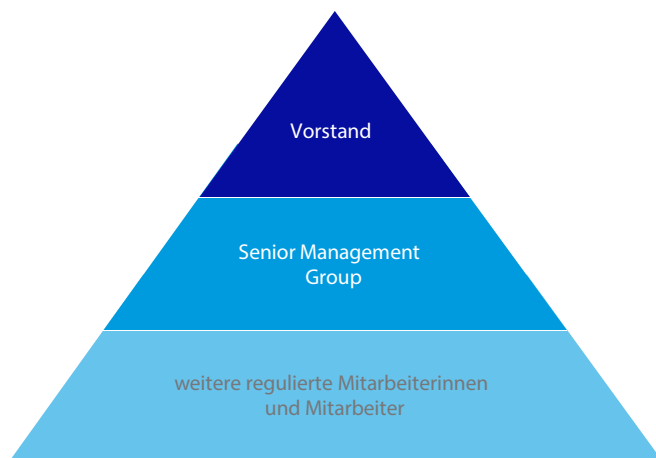 Vorstand
Senior Management
Group
weitere regulierte Mitarbeiterinnen
und Mitarbeiter